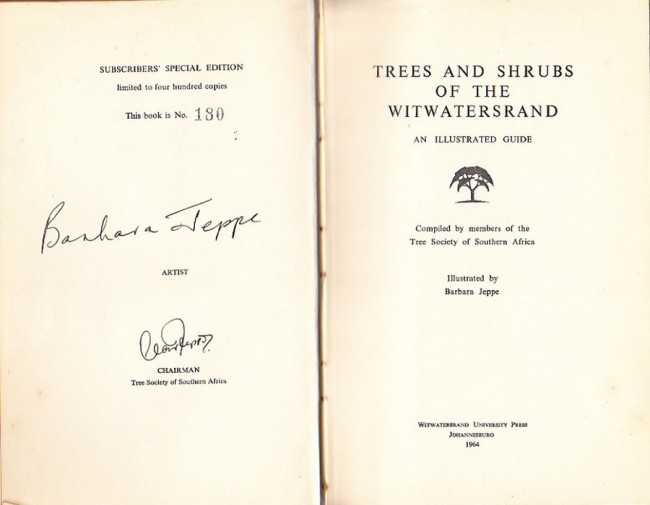 SUBSCRIBERS' SPECIAL EDITION
limited to four hundred copies
This book is No. 130
Barbara Jeppe
ARTIST
CHAIRMAN
Tree Society of Southern Africa
TREES AND SHRUBS
OF THE
WITWATERSRAND
AN ILLUSTRATED GUIDE
Compiled by members of the
Tree Society of Southern Africa
Illustrated by
Barbara Jeppe
WITWATERSRAND UNIVERSITY PRESS
JOHANNESBURG
1964